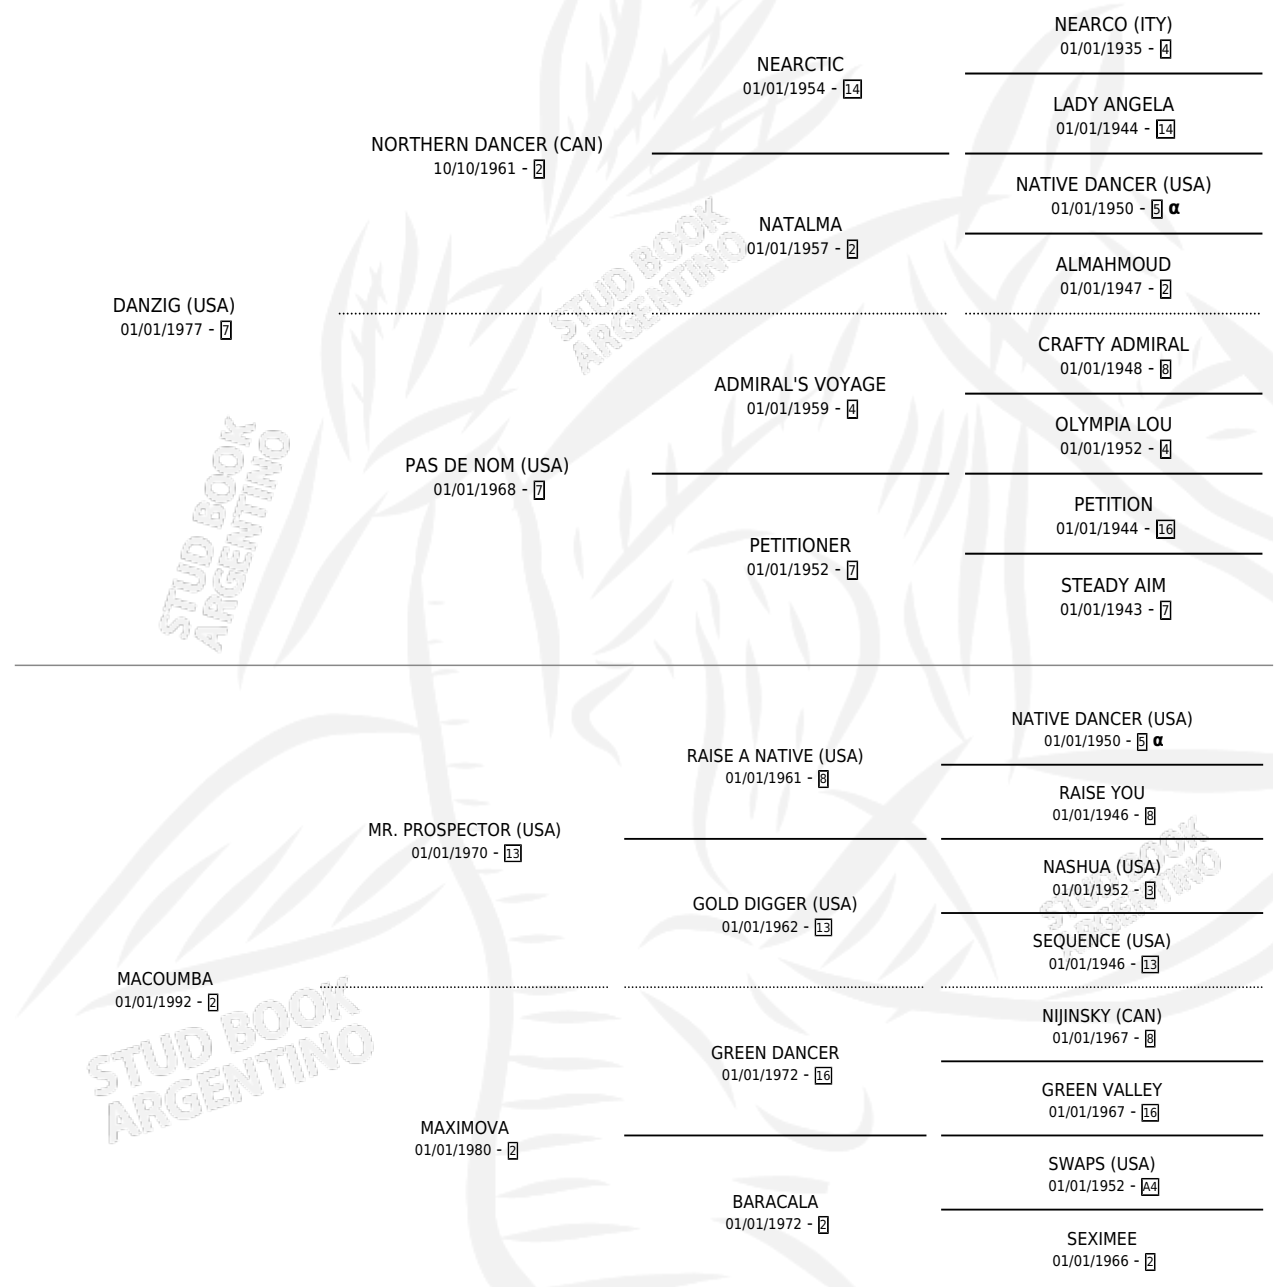 NEARCO (ITY)
01/01/1935 - 4
NEARCTIC
01/01/1954 - 14
LADY ANGELA
01/01/1944 - 14
NORTHERN DANCER (CAN)
10/10/1961 - 2
NATIVE DANCER (USA)
01/01/1950 - 5 α
NATALMA
01/01/1957 - 2
ALMAHMOUD
01/01/1947 - 2
DANZIG (USA)
01/01/1977 - 7
CRAFTY ADMIRAL
01/01/1948 - 8
ADMIRAL'S VOYAGE
01/01/1959 - 4
OLYMPIA LOU
01/01/1952 - 4
PAS DE NOM (USA)
01/01/1968 - 7
PETITION
01/01/1944 - 16
PETITIONER
01/01/1952 - 7
STEADY AIM
01/01/1943 - 7
NATIVE DANCER (USA)
01/01/1950 - 5 α
RAISE A NATIVE (USA)
01/01/1961 - 8
RAISE YOU
01/01/1946 - 8
MR. PROSPECTOR (USA)
01/01/1970 - 13
NASHUA (USA)
01/01/1952 - 3
GOLD DIGGER (USA)
01/01/1962 - 13
SEQUENCE (USA)
01/01/1946 - 13
MACOUMBA
01/01/1992 - 2
NIJINSKY (CAN)
01/01/1967 - 8
GREEN DANCER
01/01/1972 - 16
GREEN VALLEY
01/01/1967 - 16
MAXIMOVA
01/01/1980 - 2
SWAPS (USA)
01/01/1952 - A4
BARACALA
01/01/1972 - 2
SEXIMEE
01/01/1966 - 2
STUD BOOK
ARGENTINO
STUD BOOK
ARGENTINO
STUD BOOK
ARGENTINO
STUD BOOK
ARGENTINO